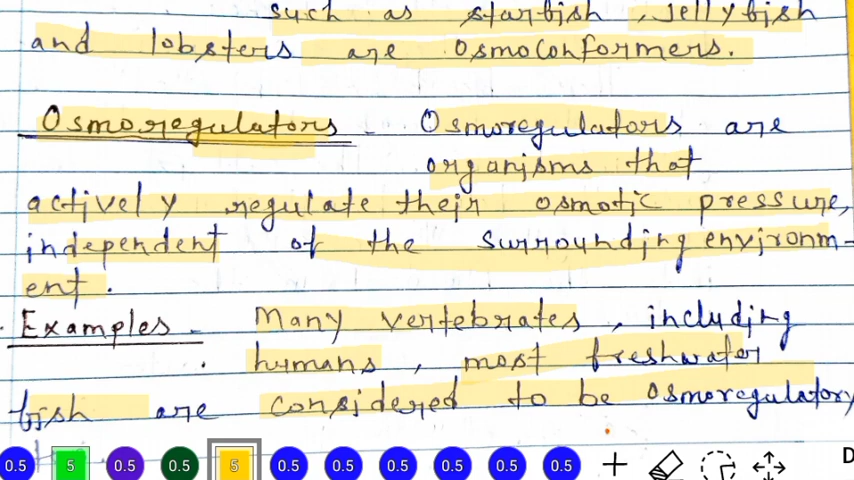 such as starfish, Jellyfish
and lobsters are osmoconformers.
Osmoregulators - Osmoregulators are
organisms that
actively regulate their osmotic pressure,
independent of the surrounding environm-
ent.
Examples - Many vertebrates, including
humans, most freshwater
fish are considered to be osmoregulatory
0.5 5 0.5 0.5 5 0.5 0.5 0.5 0.5 0.5 0.5 D